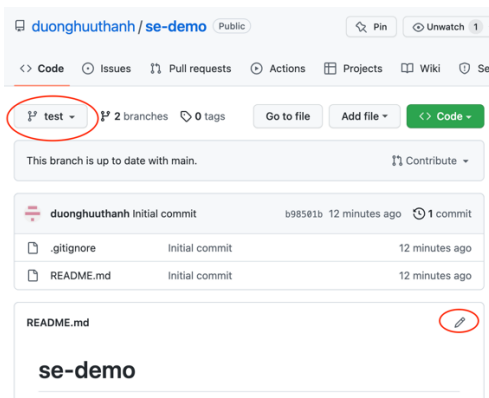 duonghuuthanh / se-demo Public Pin Unwatch 1
Code Issues Pull requests Actions Projects Wiki Se
test 2 branches 0 tags Go to file Add file Code
This branch is up to date with main. Contribute
duonghuuthanh Initial commit b98501b 12 minutes ago 1 commit
.gitignore Initial commit 12 minutes ago
README.md Initial commit 12 minutes ago
README.md
se-demo